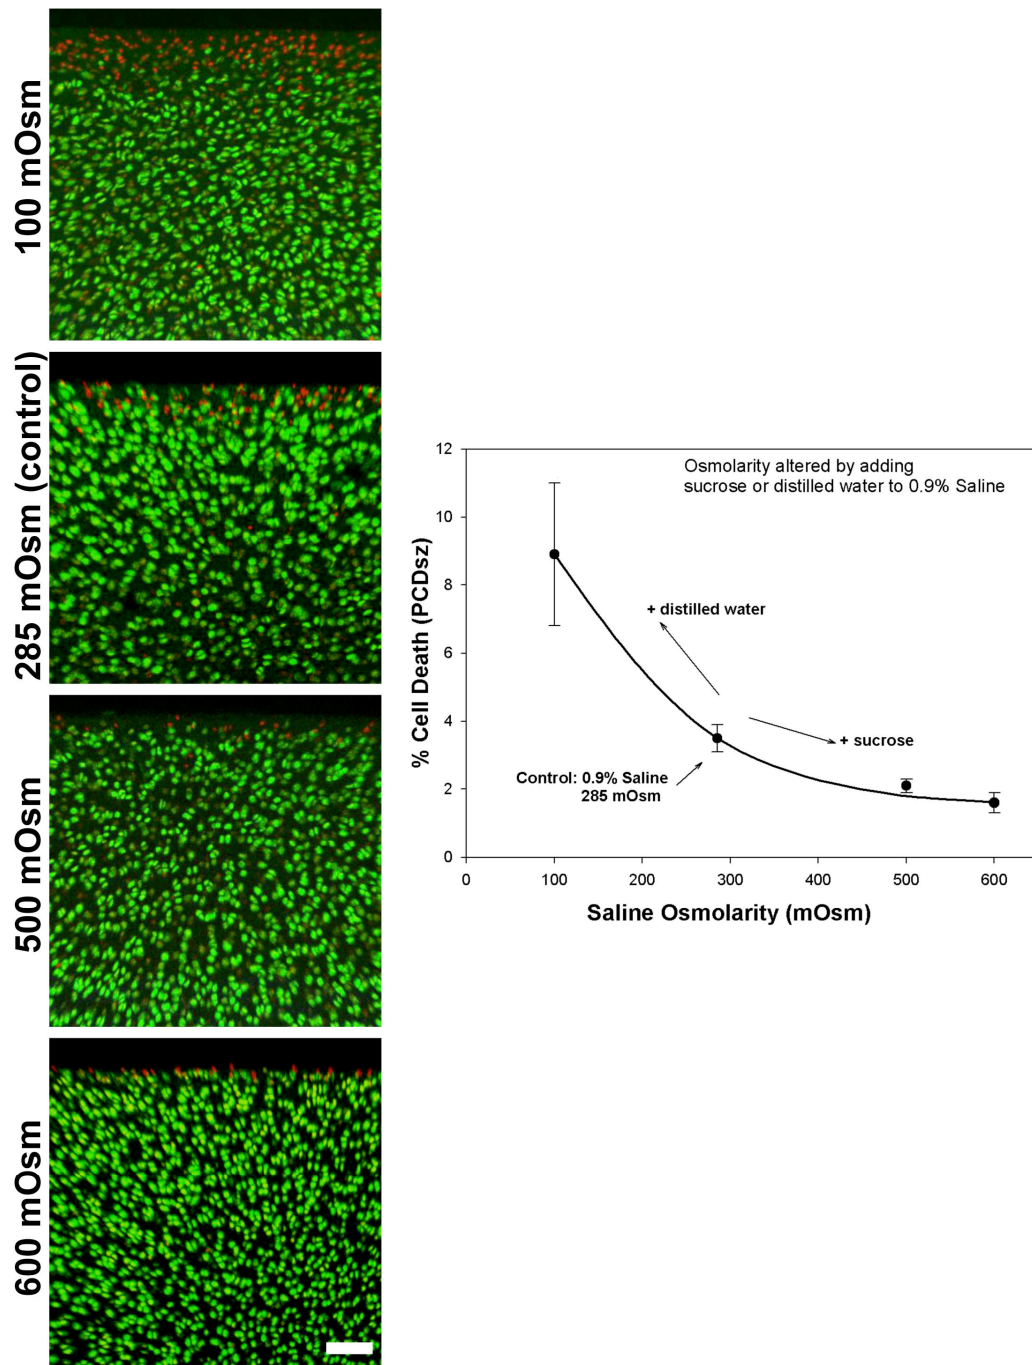 100 mOsm
285 mOsm (control)
500 mOsm
600 mOsm
12
10
8
6
4
2
0
% Cell Death (PCDsz)
Osmolarity altered by adding
sucrose or distilled water to 0.9% Saline
+ distilled water
+ sucrose
Control: 0.9% Saline
285 mOsm
0 100 200 300 400 500 600
Saline Osmolarity (mOsm)